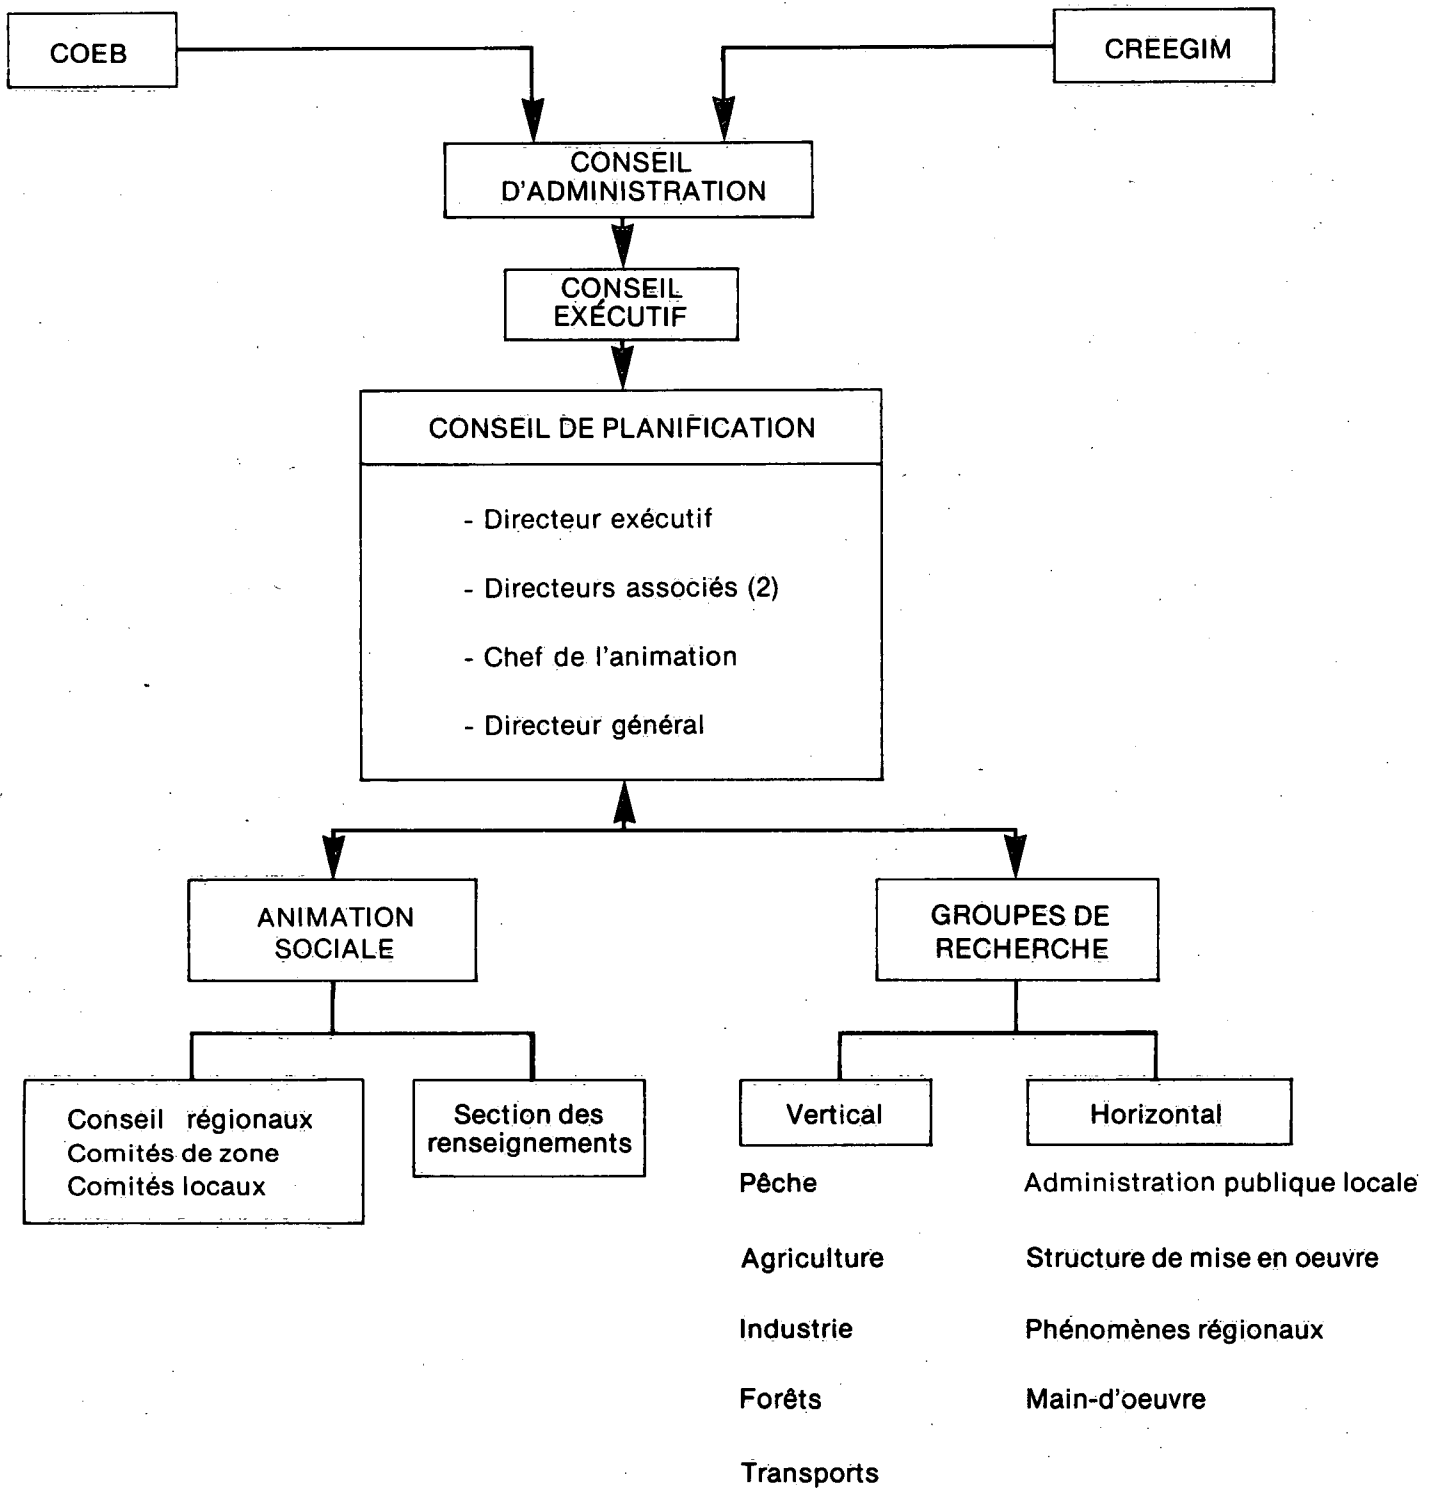 COEB
CREEGIM
CONSEIL
D'ADMINISTRATION
CONSEIL
EXÉCUTIF
CONSEIL DE PLANIFICATION
- Directeur exécutif
- Directeurs associés (2)
- Chef de l'animation
- Directeur général
ANIMATION
SOCIALE
GROUPES DE
RECHERCHE
Conseil régionaux
Comités de zone
Comités locaux
Section des
renseignements
Vertical
Pêche
Agriculture
Industrie
Forêts
Transports
Horizontal
Administration publique locale
Structure de mise en oeuvre
Phénomènes régionaux
Main-d'oeuvre